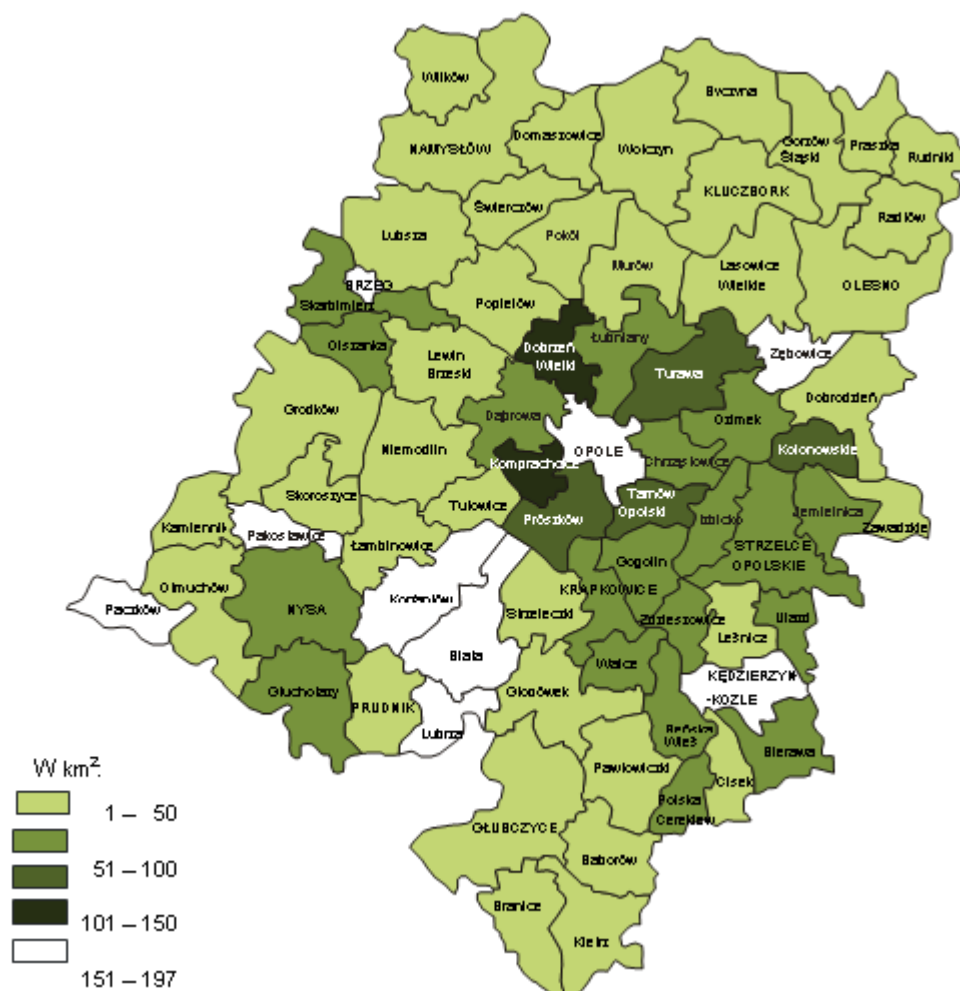 Wilków
Byczyna
NAMYSŁÓW
Domaszowice
Wołczyn
Gorzów
Śląski
Praszka
Rudniki
KLUCZBORK
Świerczów
Radłów
Lubsza
Pokój
Murów
Lasowice
Wielkie
OLESNO
BRZEG
Skarbimierz
Popielów
Olszanka
Lewin
Brzeski
Dobrzeń
Wielki
Łubniany
Turawa
Zębowice
Dobrodzień
Grodków
Dąbrowa
Ozimek
Niemodlin
OPOLE
Kolonowskie
Komprachcice
Chrząstowice
Skoroszyce
Tułowice
Tarnów
Opolski
Kamiennik
Pakosławice
Prószków
Izbicko
Jemielnica
Zawadzkie
Łambinowice
Gogolin
STRZELCE
OPOLSKIE
Otmuchów
Paczków
NYSA
Korfantów
Strzeleczki
KRAPKOWICE
Zdzieszowice
Leśnica
Ujazd
Biała
Walce
KĘDZIERZYN
-KOZLE
Głuchołazy
PRUDNIK
Lubrza
Głogówek
Reńska
Wieś
Bierawa
Pawłowiczki
Cisek
Polska
Cerekiew
GŁUBCZYCE
Baborów
Branice
Kietrz
W km²:
1 – 50
51 – 100
101 – 150
151 – 197